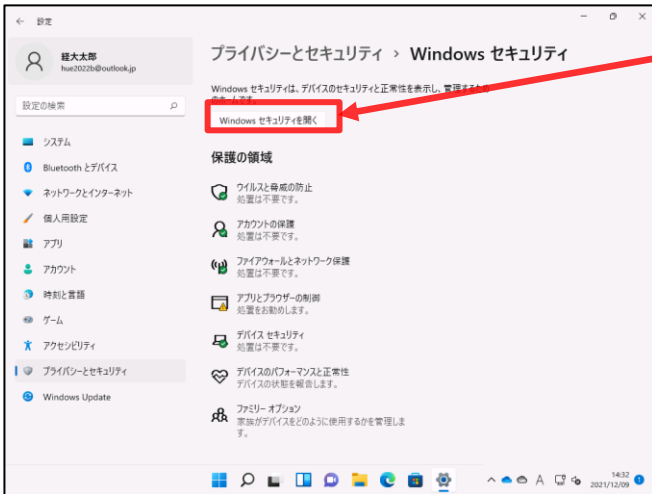 ← 設定
経大太郎
hue2022b@outlook.jp
設定の検索
システム
Bluetooth とデバイス
ネットワークとインターネット
個人用設定
アプリ
アカウント
時刻と言語
ゲーム
アクセシビリティ
プライバシーとセキュリティ
Windows Update
プライバシーとセキュリティ › Windows セキュリティ
Windows セキュリティは、デバイスのセキュリティと正常性を表示し、管理するための
のホームです。
Windows セキュリティを開く
保護の領域
ウイルスと脅威の防止
処置は不要です。
アカウントの保護
処置は不要です。
ファイアウォールとネットワーク保護
処置は不要です。
アプリとブラウザーの制御
処置をお勧めします。
デバイス セキュリティ
処置は不要です。
デバイスのパフォーマンスと正常性
デバイスの状態を報告します。
ファミリー オプション
家族がデバイスをどのように使用するかを管理しま
す。
A
14:32
2021/12/09